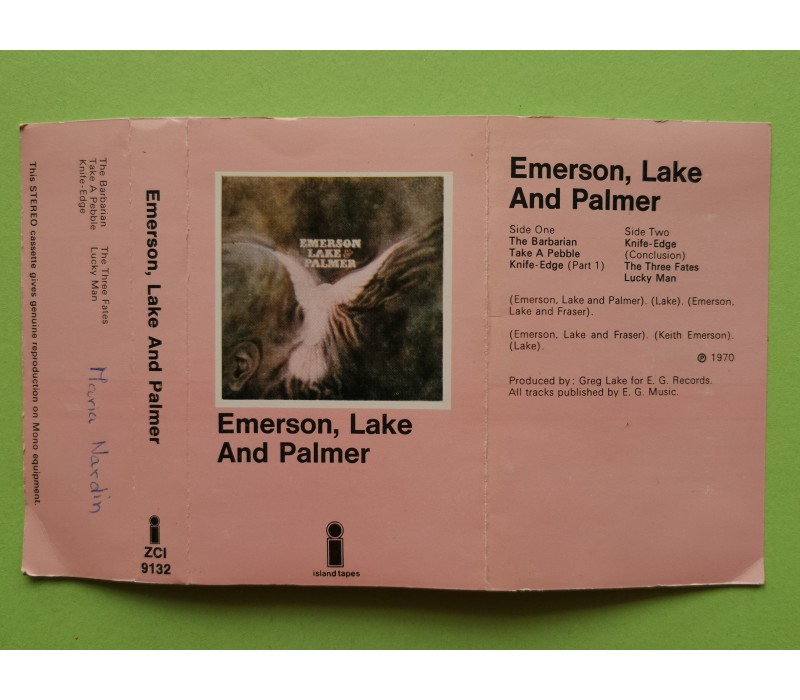 This STEREO cassette gives genuine reproduction on Mono equipment.
The Barbarian
Take A Pebble
Knife-Edge
The Three Fates
Lucky Man
Maria Nardin
Emerson, Lake And Palmer
ZCI
9132
EMERSON
LAKE &
PALMER
Emerson, Lake
And Palmer
island tapes
Emerson, Lake
And Palmer
Side One
The Barbarian
Take A Pebble
Knife-Edge (Part 1)
Side Two
Knife-Edge
(Conclusion)
The Three Fates
Lucky Man
(Emerson, Lake and Palmer). (Lake). (Emerson,
Lake and Fraser).
(Emerson, Lake and Fraser). (Keith Emerson).
(Lake).
℗ 1970
Produced by: Greg Lake for E. G. Records.
All tracks published by E. G. Music.